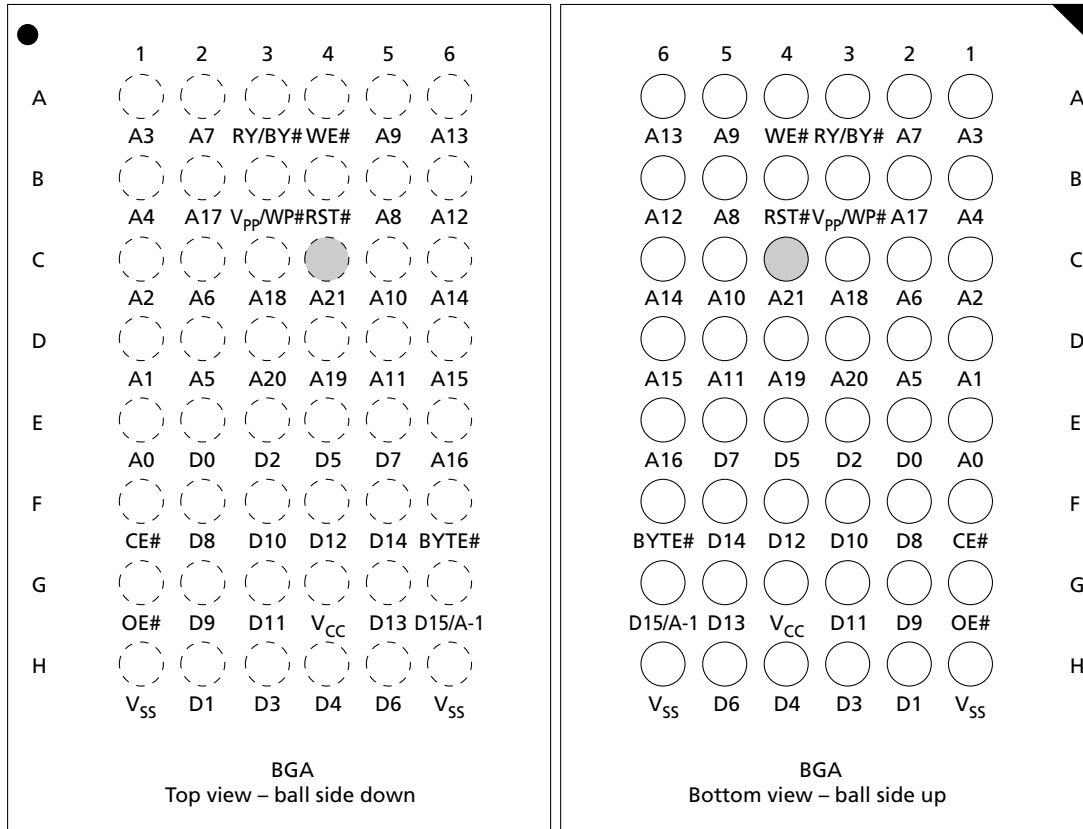 1 2 3 4 5 6
A
A3 A7 RY/BY# WE# A9 A13
B
A4 A17 VPP/WP# RST# A8 A12
C
A2 A6 A18 A21 A10 A14
D
A1 A5 A20 A19 A11 A15
E
A0 D0 D2 D5 D7 A16
F
CE# D8 D10 D12 D14 BYTE#
G
OE# D9 D11 VCC D13 D15/A-1
H
VSS D1 D3 D4 D6 VSS
BGA
Top view – ball side down
6 5 4 3 2 1
A
A13 A9 WE# RY/BY# A7 A3
B
A12 A8 RST# VPP/WP# A17 A4
C
A14 A10 A21 A18 A6 A2
D
A15 A11 A19 A20 A5 A1
E
A16 D7 D5 D2 D0 A0
F
BYTE# D14 D12 D10 D8 CE#
G
D15/A-1 D13 VCC D11 D9 OE#
H
VSS D6 D4 D3 D1 VSS
BGA
Bottom view – ball side up